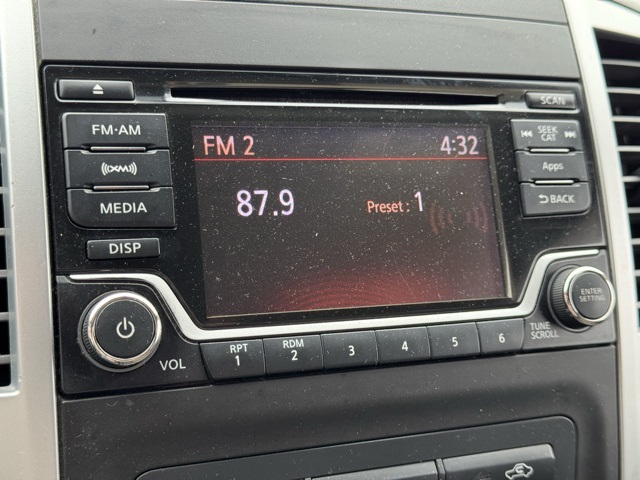 SCAN
FM·AM
FM 2 4:32
SEEK
CAT
((XM))
Apps
MEDIA
87.9 Preset : 1
BACK
DISP
ENTER
SETTING
TUNE
SCROLL
VOL
RPT
1
RDM
2
3
4
5
6